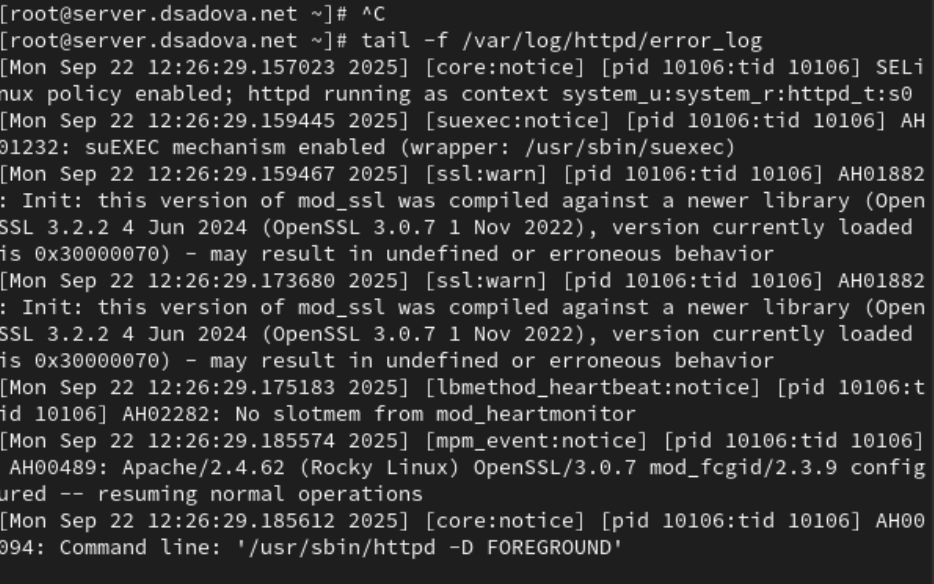 [root@server.dsadova.net ~]# ^C
[root@server.dsadova.net ~]# tail -f /var/log/httpd/error_log
[Mon Sep 22 12:26:29.157023 2025] [core:notice] [pid 10106:tid 10106] SELi
nux policy enabled; httpd running as context system_u:system_r:httpd_t:s0
[Mon Sep 22 12:26:29.159445 2025] [suexec:notice] [pid 10106:tid 10106] AH
01232: suEXEC mechanism enabled (wrapper: /usr/sbin/suexec)
[Mon Sep 22 12:26:29.159467 2025] [ssl:warn] [pid 10106:tid 10106] AH01882
: Init: this version of mod_ssl was compiled against a newer library (Open
SSL 3.2.2 4 Jun 2024 (OpenSSL 3.0.7 1 Nov 2022), version currently loaded
is 0x30000070) - may result in undefined or erroneous behavior
[Mon Sep 22 12:26:29.173680 2025] [ssl:warn] [pid 10106:tid 10106] AH01882
: Init: this version of mod_ssl was compiled against a newer library (Open
SSL 3.2.2 4 Jun 2024 (OpenSSL 3.0.7 1 Nov 2022), version currently loaded
is 0x30000070) - may result in undefined or erroneous behavior
[Mon Sep 22 12:26:29.175183 2025] [lbmethod_heartbeat:notice] [pid 10106:t
id 10106] AH02282: No slotmem from mod_heartmonitor
[Mon Sep 22 12:26:29.185574 2025] [mpm_event:notice] [pid 10106:tid 10106]
 AH00489: Apache/2.4.62 (Rocky Linux) OpenSSL/3.0.7 mod_fcgid/2.3.9 config
ured -- resuming normal operations
[Mon Sep 22 12:26:29.185612 2025] [core:notice] [pid 10106:tid 10106] AH00
094: Command line: '/usr/sbin/httpd -D FOREGROUND'